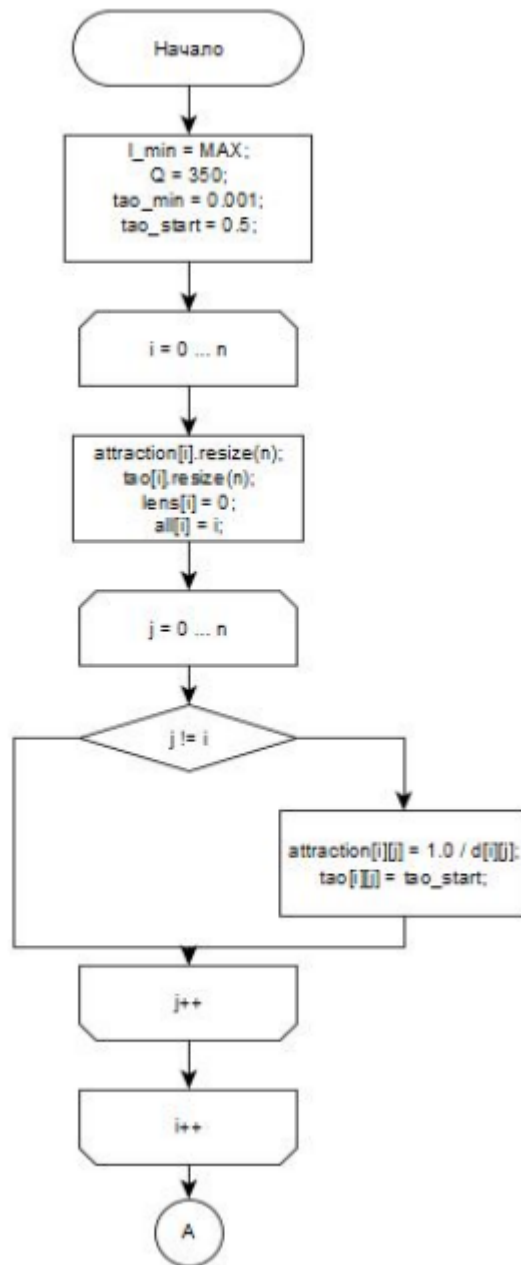 Начало
l_min = MAX;
Q = 350;
tao_min = 0.001;
tao_start = 0.5;
i = 0 ... n
attraction[i].resize(n);
tao[i].resize(n);
lens[i] = 0;
all[i] = i;
j = 0 ... n
j != i
attraction[i][j] = 1.0 / d[i][j];
tao[i][j] = tao_start;
j++
i++
A